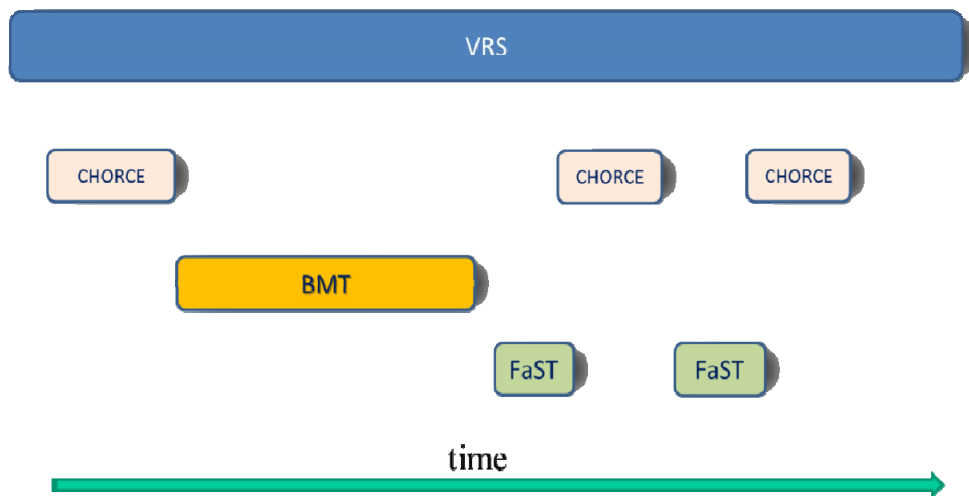 VRS
CHORCE
CHORCE
CHORCE
BMT
FaST
FaST
time